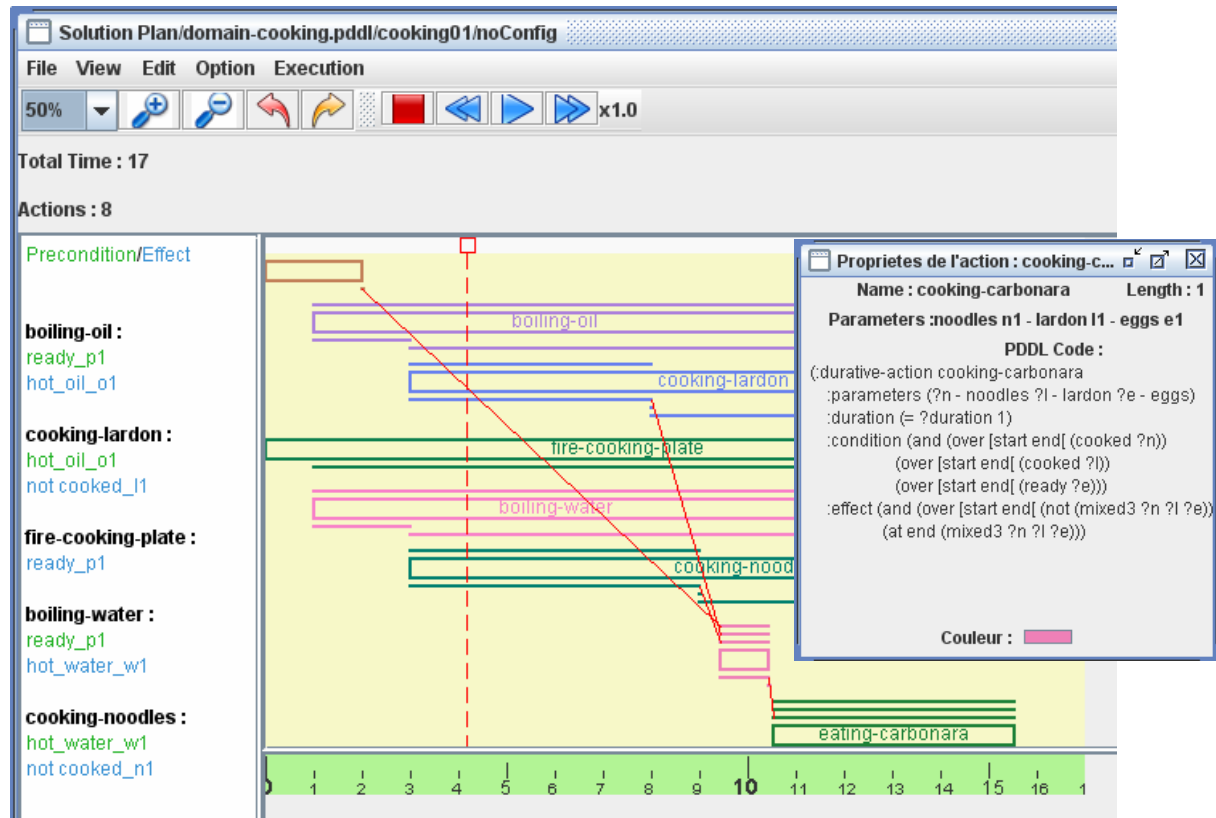 Solution Plan/domain-cooking.pddl/cooking01/noConfig
File View Edit Option Execution
50% x1.0
Total Time : 17
Actions : 8
Precondition/Effect
boiling-oil :
ready_p1
hot_oil_o1
cooking-lardon :
hot_oil_o1
not cooked_l1
fire-cooking-plate :
ready_p1
boiling-water :
ready_p1
hot_water_w1
cooking-noodles :
hot_water_w1
not cooked_n1
boiling-oil
cooking-lardon
fire-cooking-plate
boiling-water
cooking-nood
eating-carbonara
0 1 2 3 4 5 6 7 8 9 10 11 12 13 14 15 16 1
Proprietes de l'action : cooking-c...
Name : cooking-carbonara Length : 1
Parameters :noodles n1 - lardon l1 - eggs e1
PDDL Code :
(:durative-action cooking-carbonara
:parameters (?n - noodles ?l - lardon ?e - eggs)
:duration (= ?duration 1)
:condition (and (over [start end[ (cooked ?n))
(over [start end[ (cooked ?l))
(over [start end[ (ready ?e)))
:effect (and (over [start end[ (not (mixed3 ?n ?l ?e))
(at end (mixed3 ?n ?l ?e)))
Couleur :